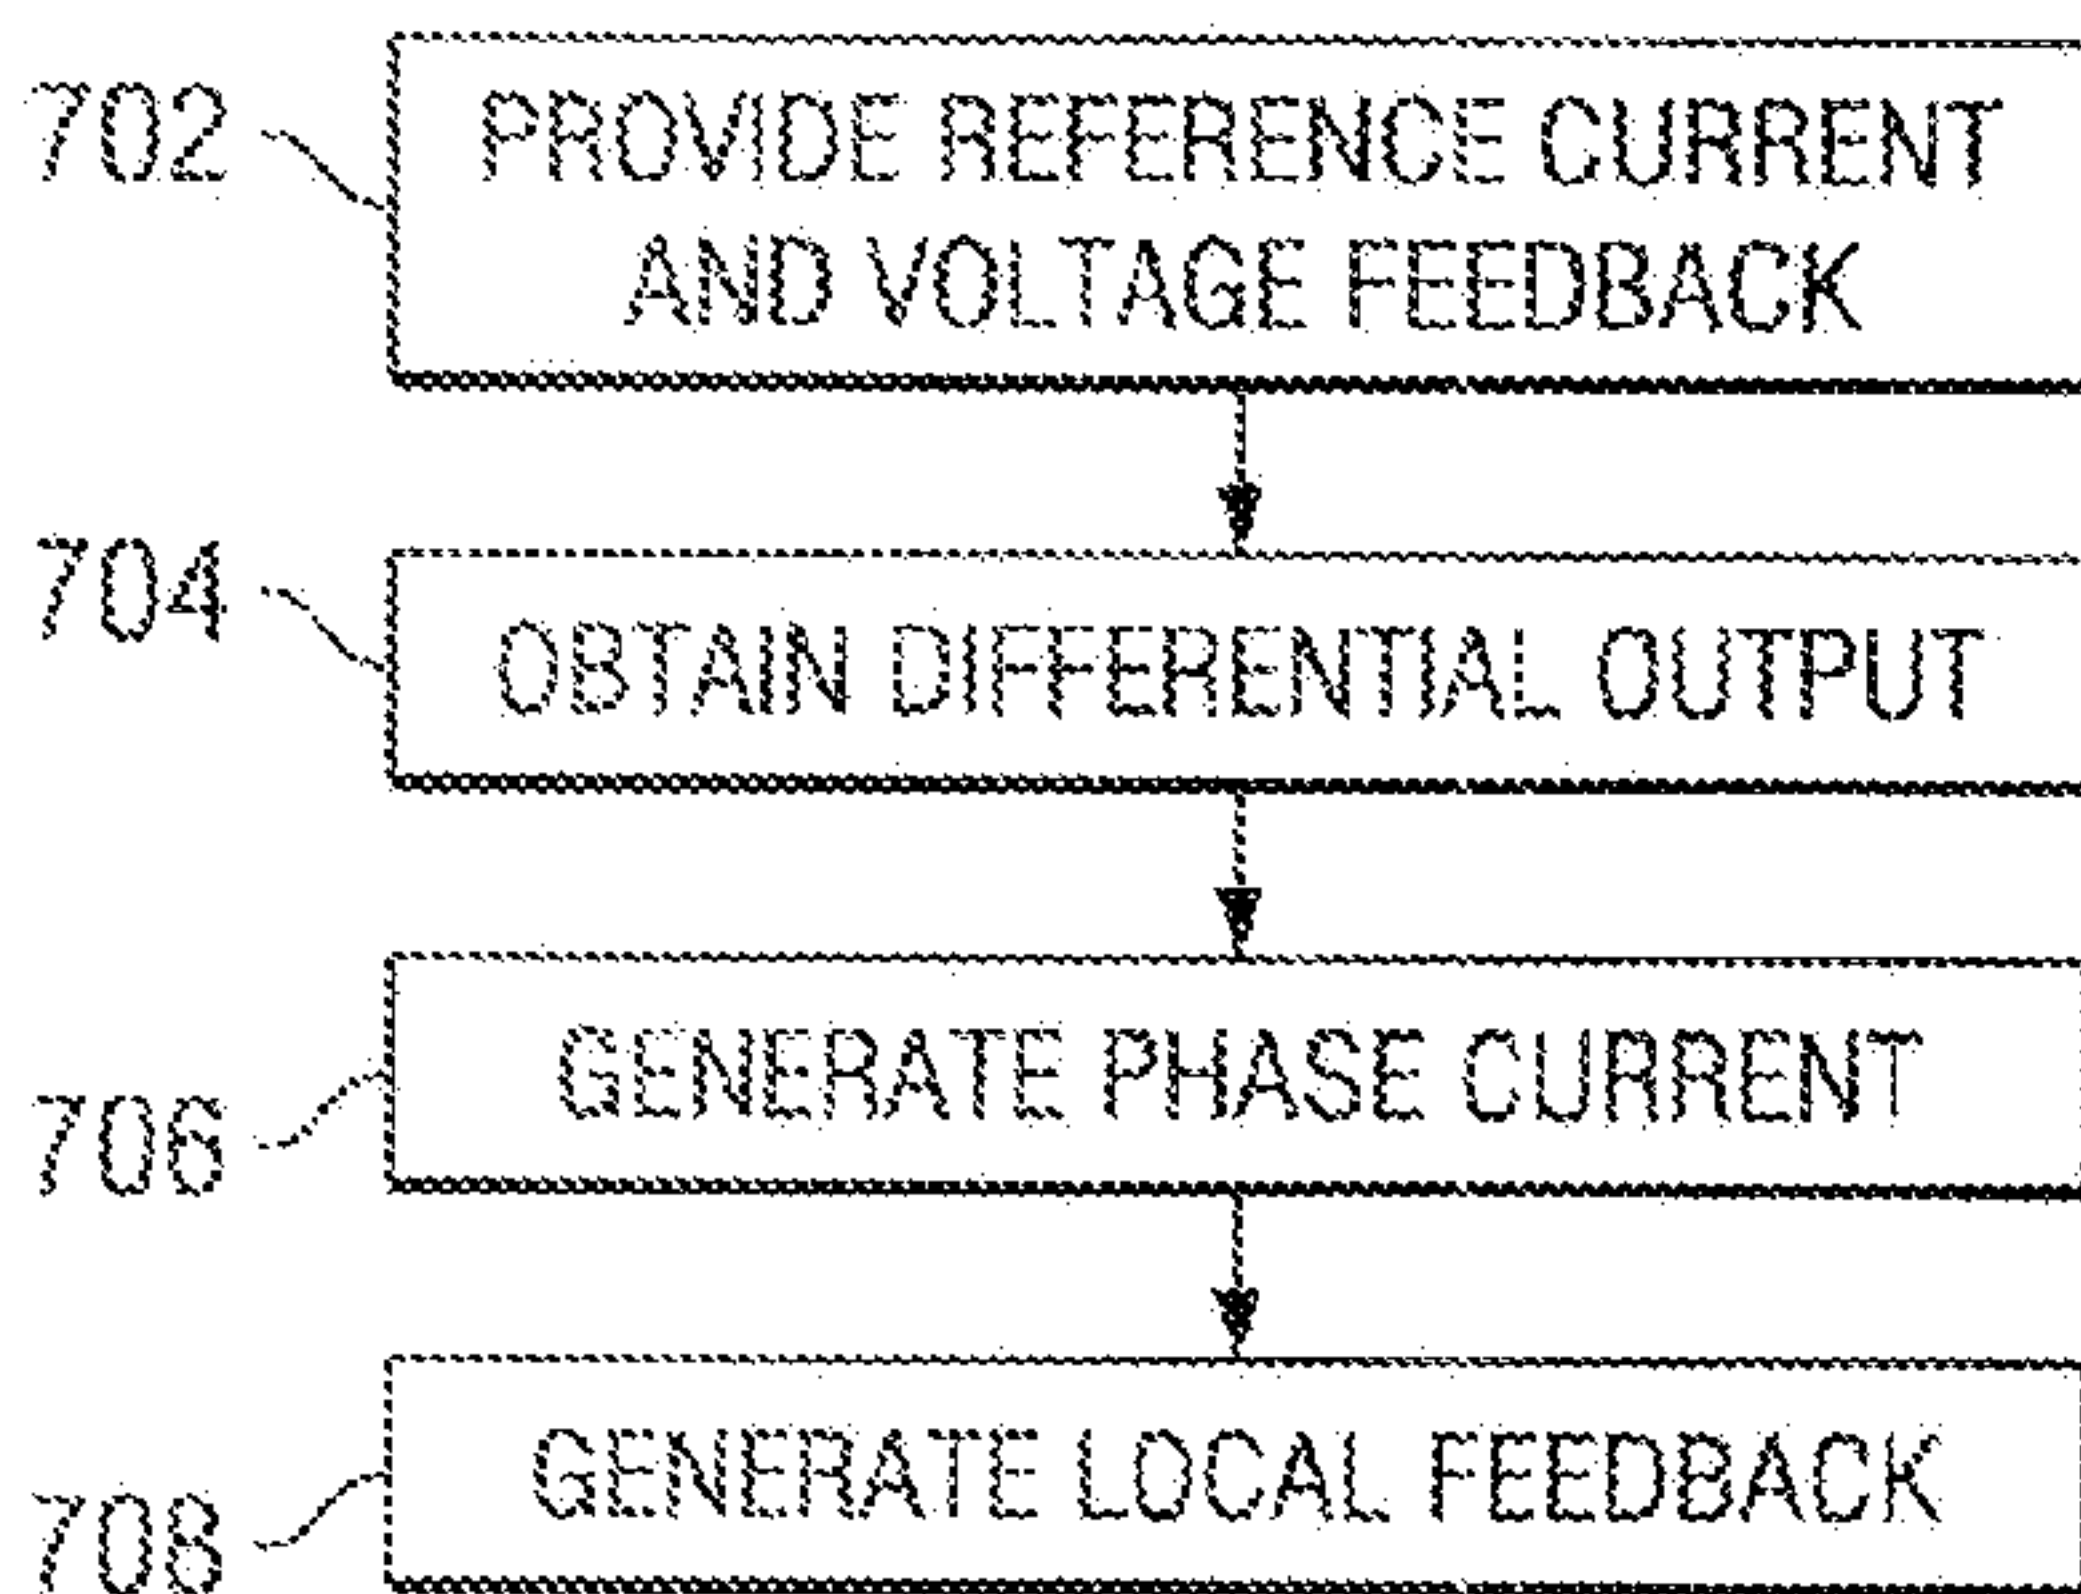 702
PROVIDE REFERENCE CURRENT
AND VOLTAGE FEEDBACK
704
OBTAIN DIFFERENTIAL OUTPUT
706
GENERATE PHASE CURRENT
708
GENERATE LOCAL FEEDBACK